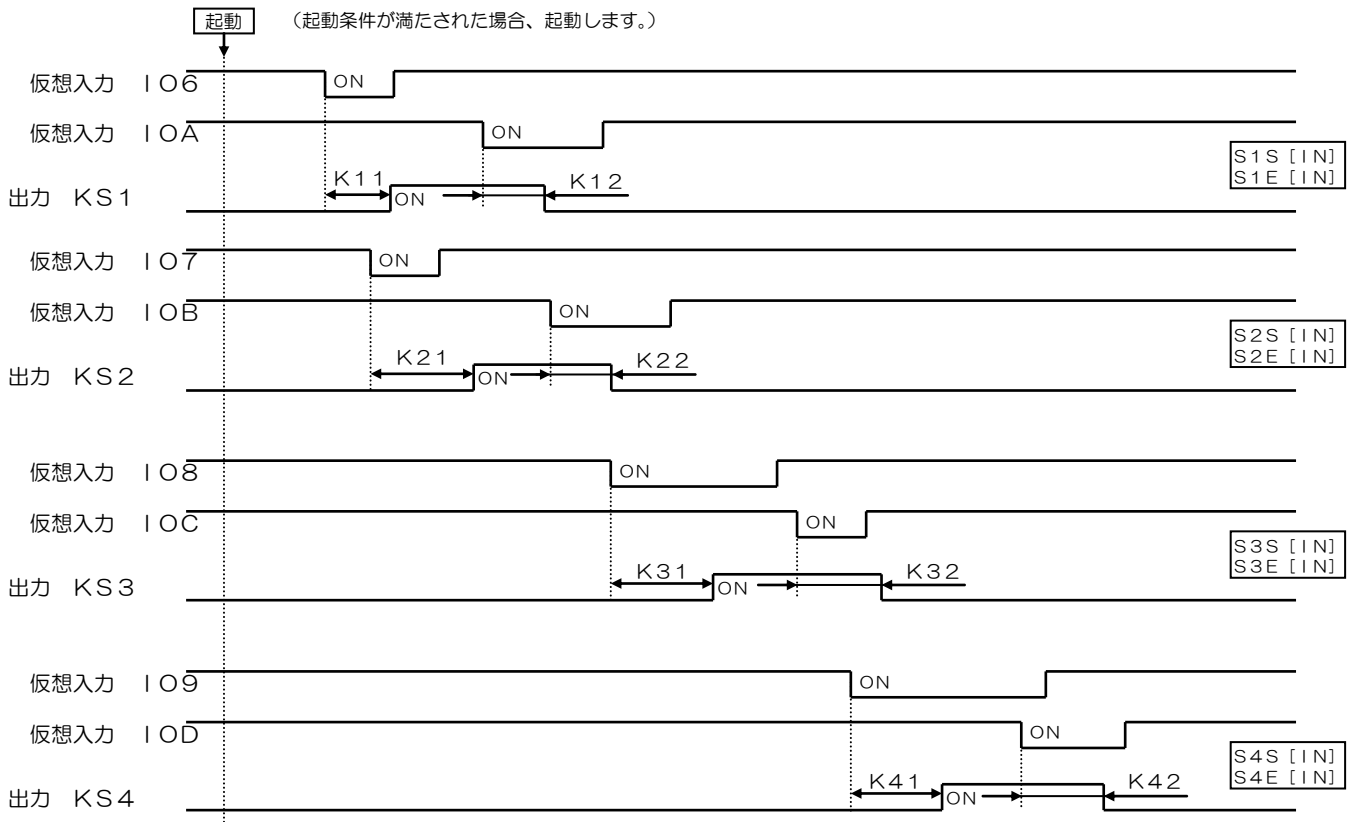 起動 （起動条件が満たされた場合、起動します。）
仮想入力 ＩＯ６ ON
仮想入力 ＩＯＡ ON
S1S [IN]
S1E [IN]
K11 K12
出力 KS1 ON
仮想入力 ＩＯ７ ON
仮想入力 ＩＯＢ ON
S2S [IN]
S2E [IN]
K21 K22
出力 KS2 ON
仮想入力 ＩＯ８ ON
仮想入力 ＩＯＣ ON
S3S [IN]
S3E [IN]
K31 K32
出力 KS3 ON
仮想入力 ＩＯ９ ON
仮想入力 ＩＯＤ ON
S4S [IN]
S4E [IN]
K41 K42
出力 KS4 ON